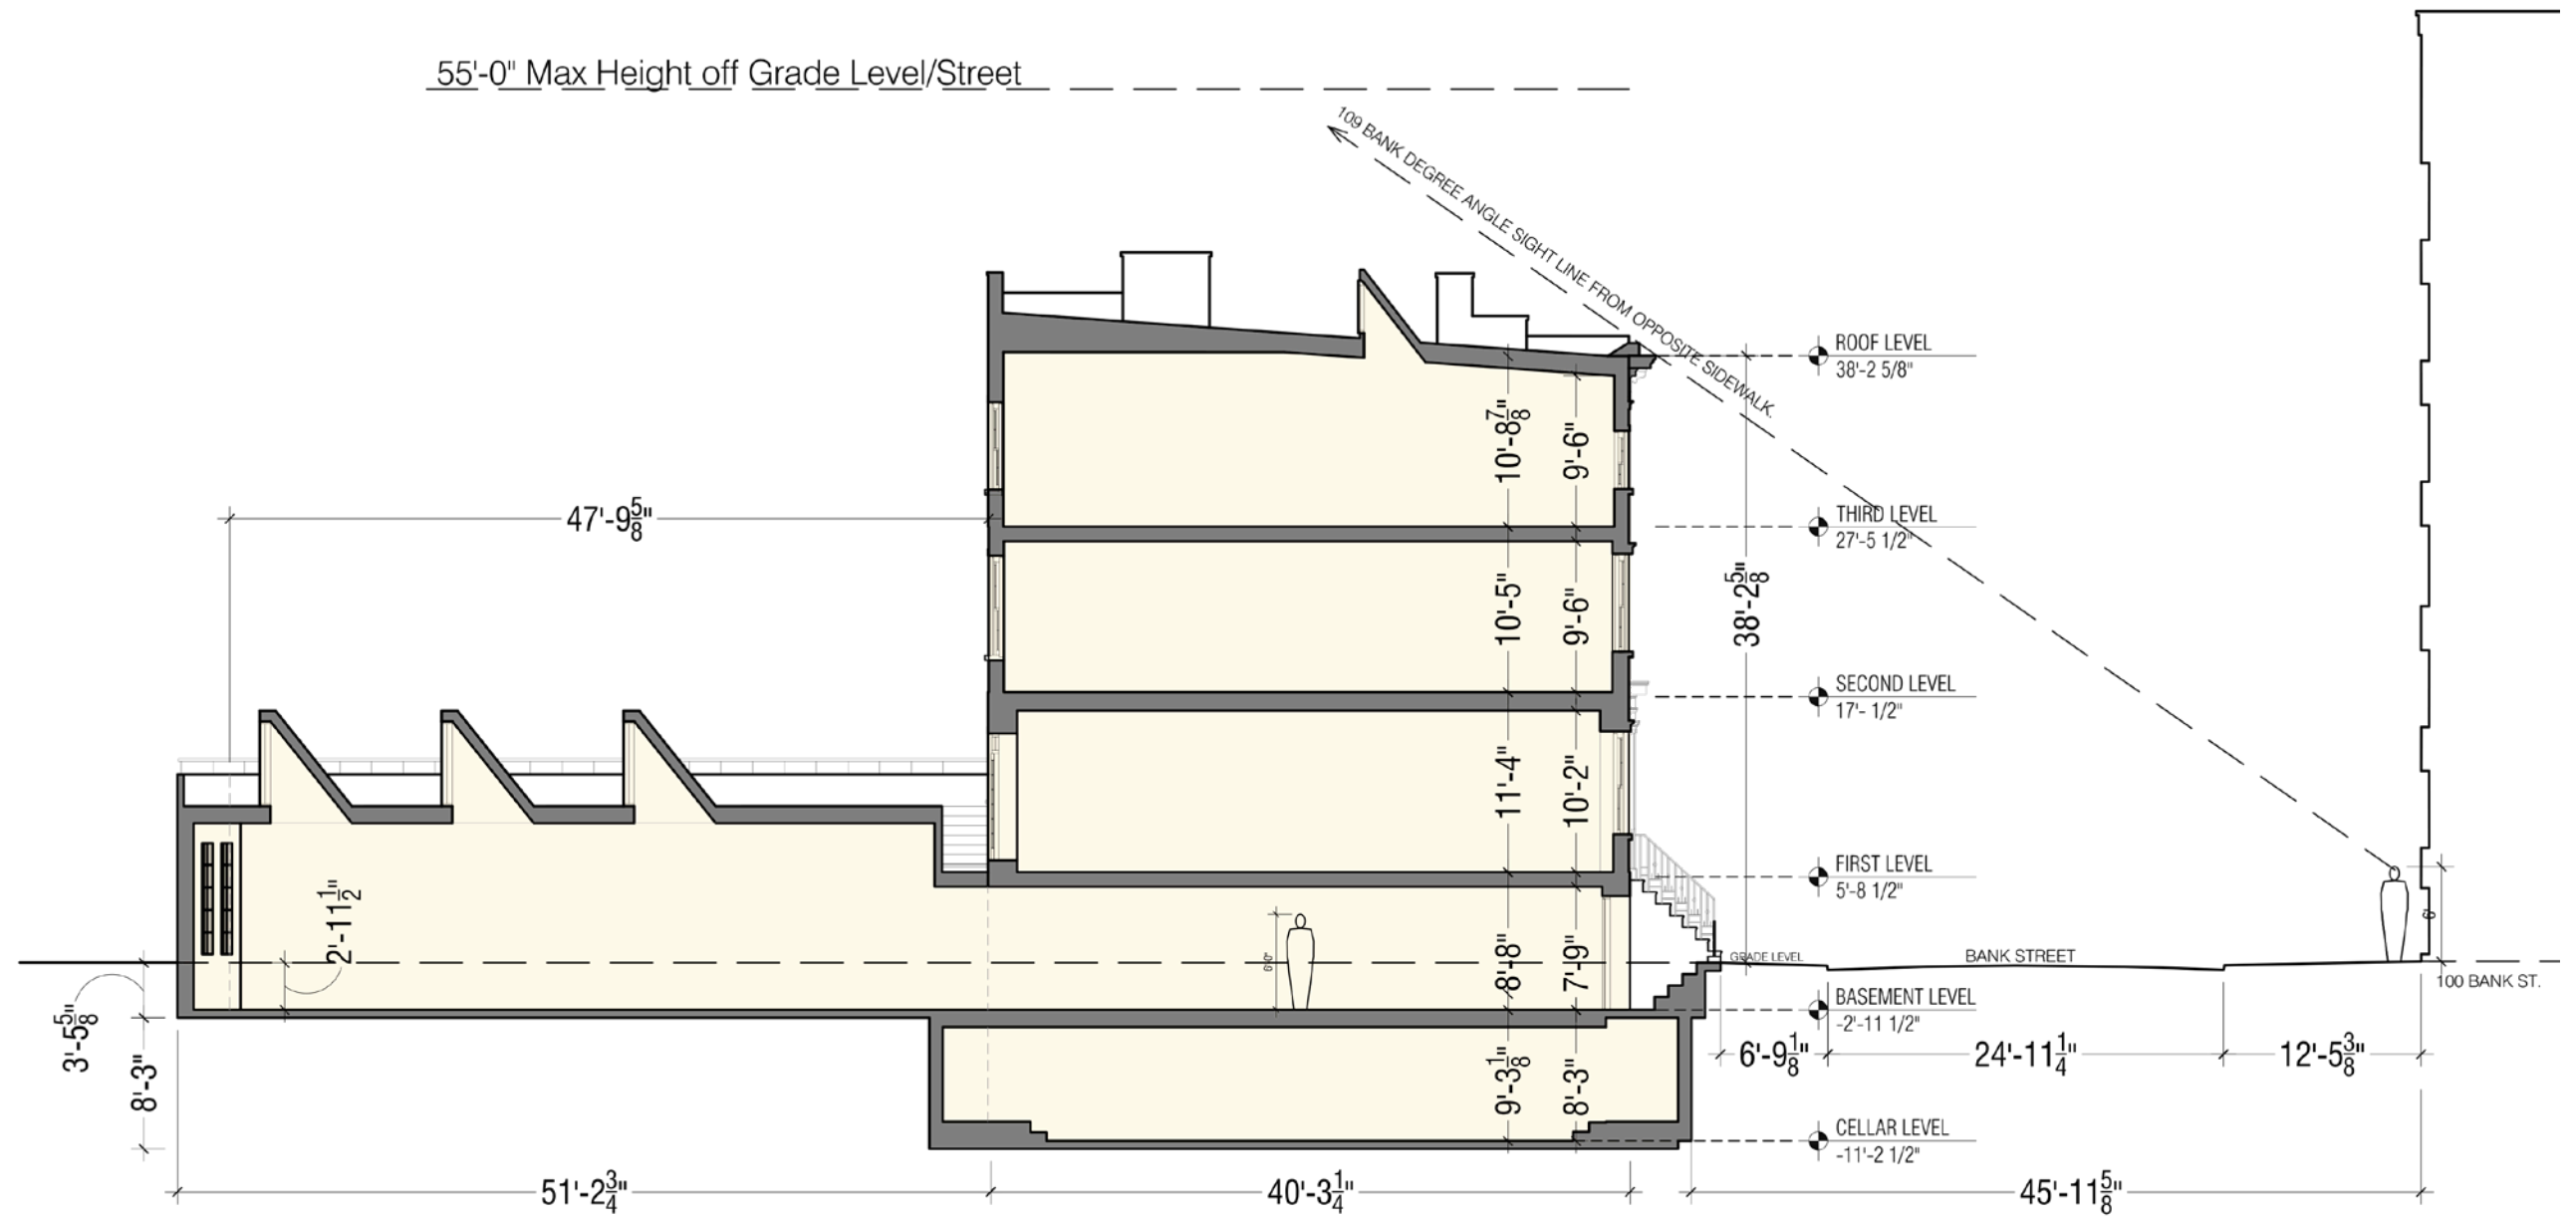 55'-0" Max Height off Grade Level/Street
109 BANK DEGREE ANGLE SIGHT LINE FROM OPPOSITE SIDEWALK.
ROOF LEVEL
38'-2 5/8"
10'-8 7/8"
9'-6"
47'-9 5/8"
THIRD LEVEL
27'-5 1/2"
38'-2 5/8"
10'-5"
9'-6"
SECOND LEVEL
17'- 1/2"
11'-4"
10'-2"
FIRST LEVEL
5'-8 1/2"
6'
2'-11 1/2"
6'-0"
8'-8"
7'-9"
GRADE LEVEL
BANK STREET
100 BANK ST.
BASEMENT LEVEL
-2'-11 1/2"
3'-5 5/8"
8'-3"
9'-3 1/8"
8'-3"
6'-9 1/8"
24'-11 1/4"
12'-5 3/8"
CELLAR LEVEL
-11'-2 1/2"
51'-2 3/4"
40'-3 1/4"
45'-11 5/8"